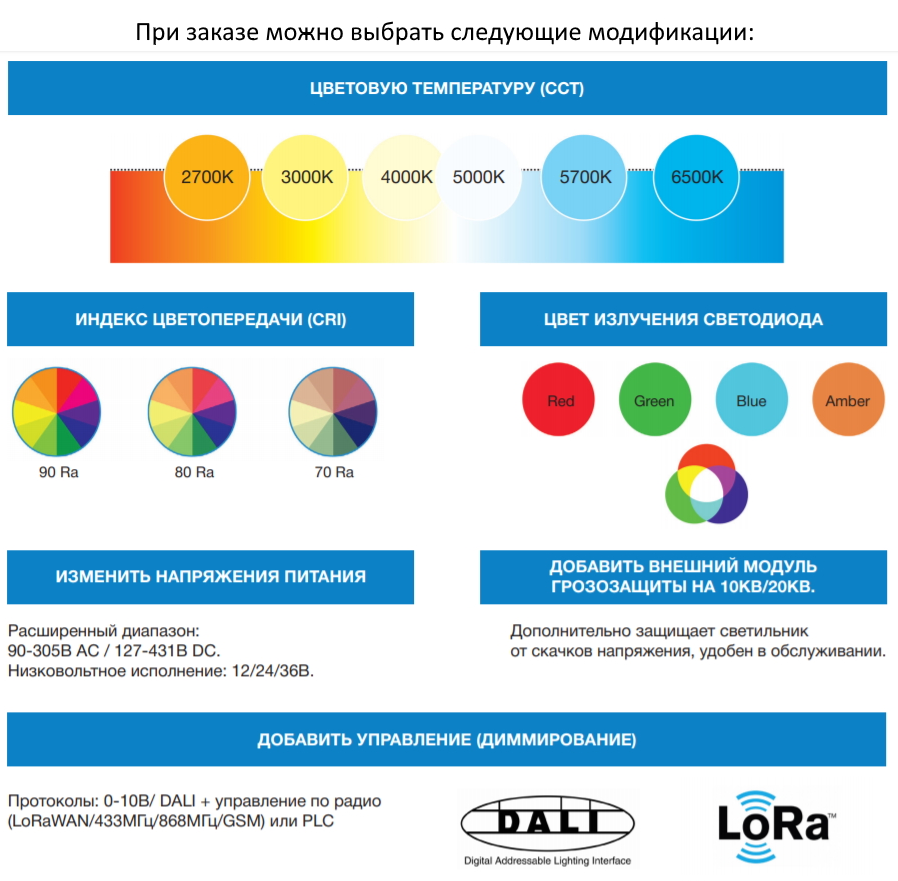 При заказе можно выбрать следующие модификации:
ЦВЕТОВУЮ ТЕМПЕРАТУРУ (CCT)
2700K 3000K 4000K 5000K 5700K 6500K
ИНДЕКС ЦВЕТОПЕРЕДАЧИ (CRI)
90 Ra 80 Ra 70 Ra
ЦВЕТ ИЗЛУЧЕНИЯ СВЕТОДИОДА
Red Green Blue Amber
ИЗМЕНИТЬ НАПРЯЖЕНИЯ ПИТАНИЯ
Расширенный диапазон:
90-305В AC / 127-431В DC.
Низковольтное исполнение: 12/24/36В.
ДОБАВИТЬ ВНЕШНИЙ МОДУЛЬ
ГРОЗОЗАЩИТЫ НА 10КВ/20КВ.
Дополнительно защищает светильник
от скачков напряжения, удобен в обслуживании.
ДОБАВИТЬ УПРАВЛЕНИЕ (ДИММИРОВАНИЕ)
Протоколы: 0-10В/ DALI + управление по радио
(LoRaWAN/433МГц/868МГц/GSM) или PLC
DALI
Digital Addressable Lighting Interface
LoRa™